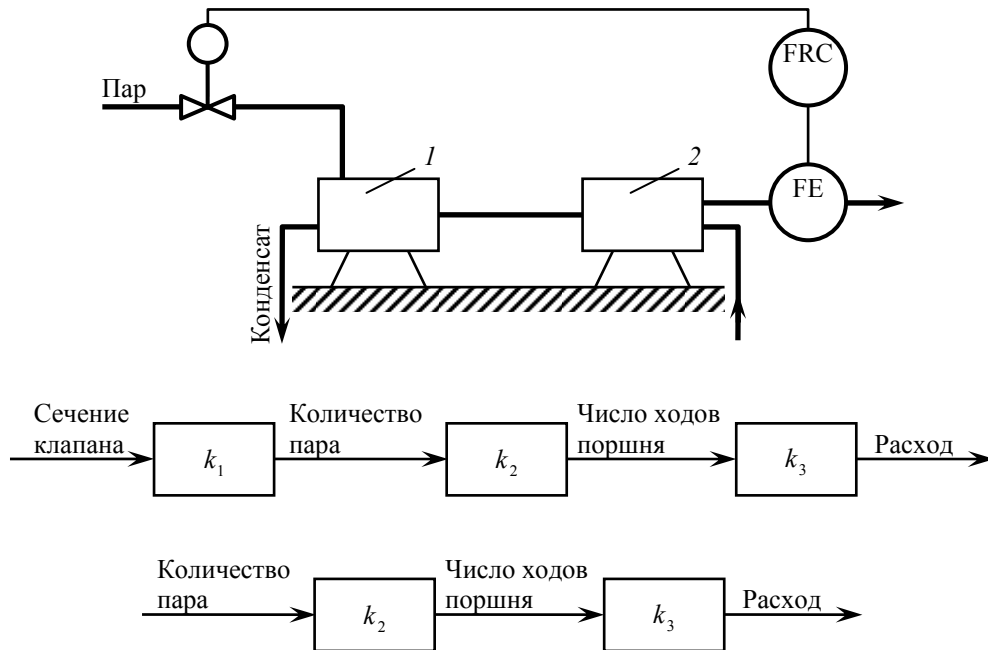 FRC
Пар
1
2
FE
Конденсат
Сечение
клапана
k1
Количество
пара
k2
Число ходов
поршня
k3
Расход
Количество
пара
k2
Число ходов
поршня
k3
Расход